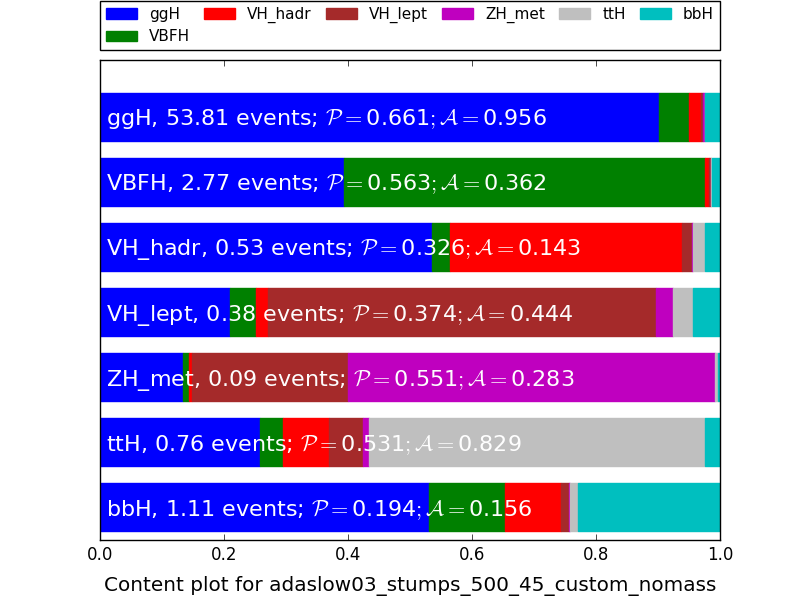 ggH VH_hadr VH_lept ZH_met ttH bbH
VBFH
ggH, 53.81 events; 𝒫 = 0.661; 𝒜 = 0.956
VBFH, 2.77 events; 𝒫 = 0.563; 𝒜 = 0.362
VH_hadr, 0.53 events; 𝒫 = 0.326; 𝒜 = 0.143
VH_lept, 0.38 events; 𝒫 = 0.374; 𝒜 = 0.444
ZH_met, 0.09 events; 𝒫 = 0.551; 𝒜 = 0.283
ttH, 0.76 events; 𝒫 = 0.531; 𝒜 = 0.829
bbH, 1.11 events; 𝒫 = 0.194; 𝒜 = 0.156
0.0 0.2 0.4 0.6 0.8 1.0
Content plot for adaslow03_stumps_500_45_custom_nomass